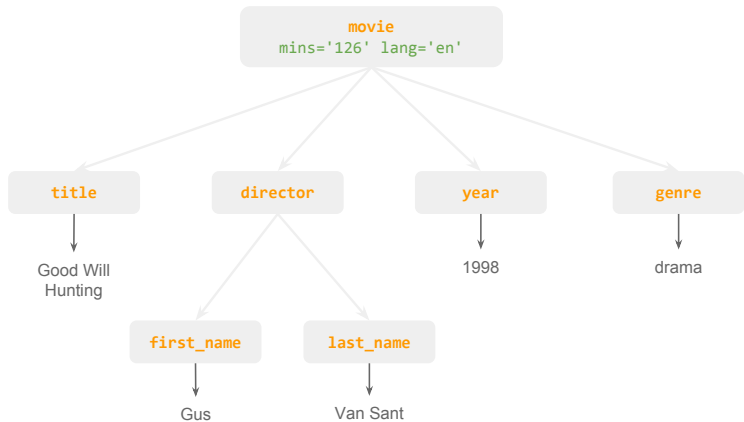 movie
mins='126' lang='en'
title
director
year
genre
Good Will
Hunting
1998
drama
first_name
last_name
Gus
Van Sant